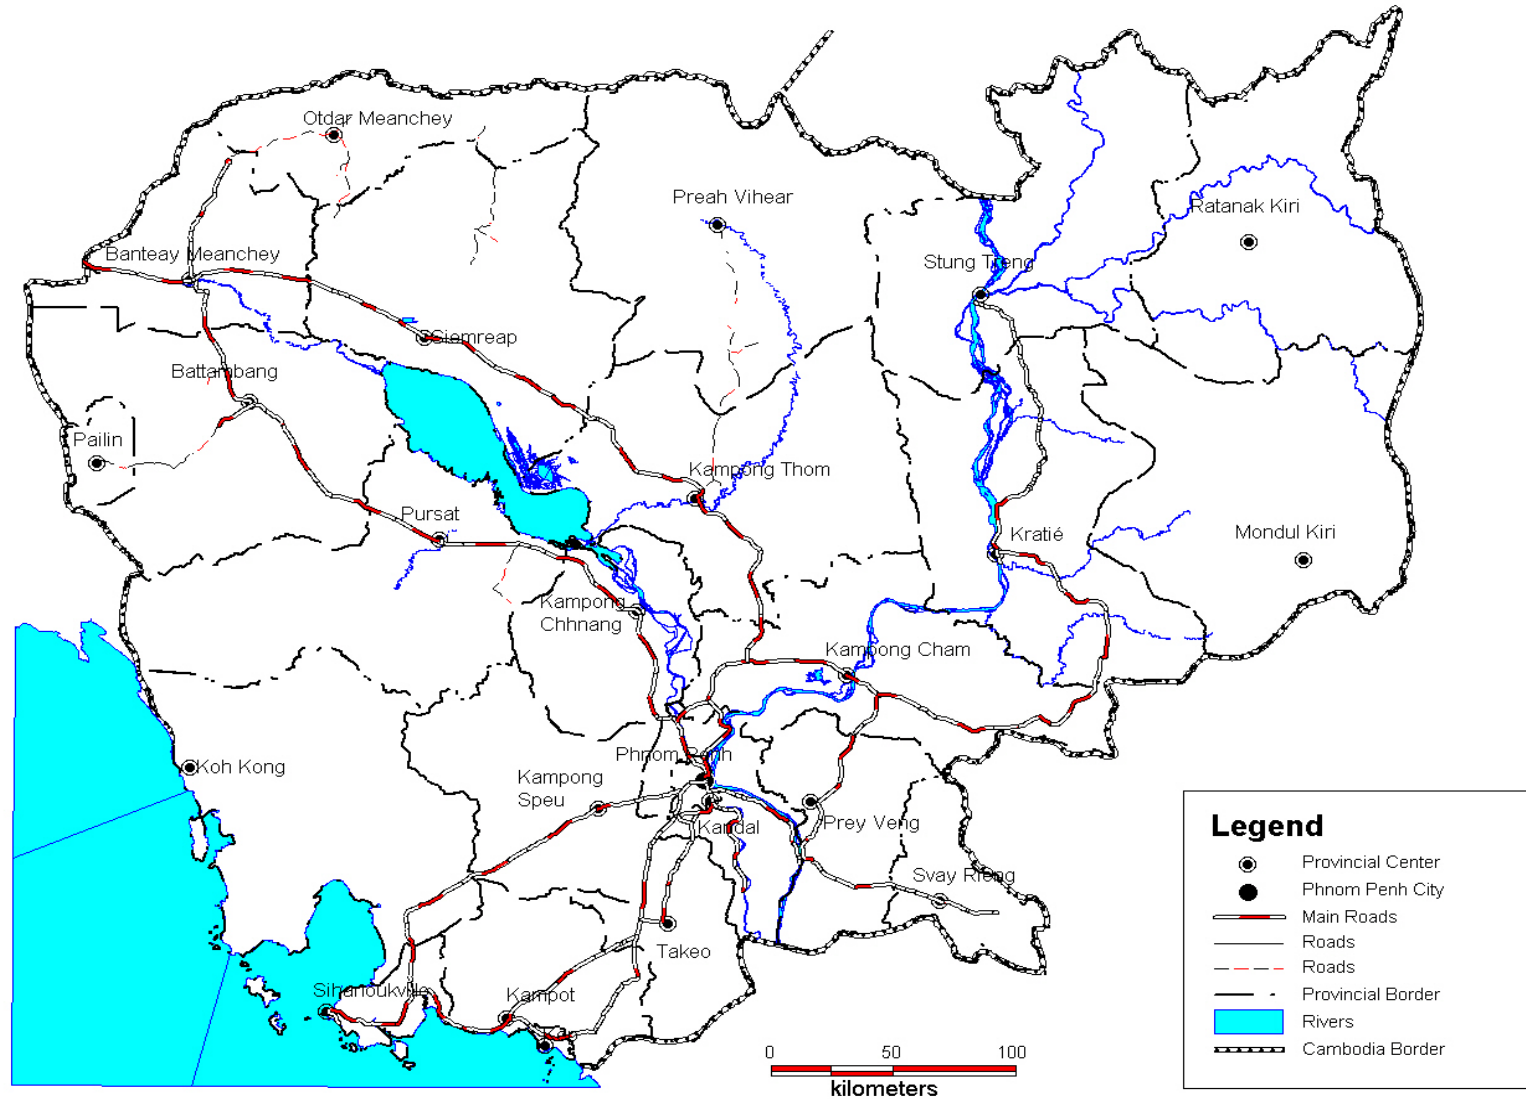 Otdar Meanchey
Preah Vihear
Ratanak Kiri
Banteay Meanchey
Stung Treng
Siemreap
Battambang
Pailin
Kampong Thom
Pursat
Kratié
Mondul Kiri
Kampong
Chhnang
Kampong Cham
Phnom Penh
Koh Kong
Kampong
Speu
Kandal
Prey Veng
Svay Rieng
Takeo
Sihanoukville
Kampot
0 50 100
kilometers
Legend
Provincial Center
Phnom Penh City
Main Roads
Roads
Roads
Provincial Border
Rivers
Cambodia Border